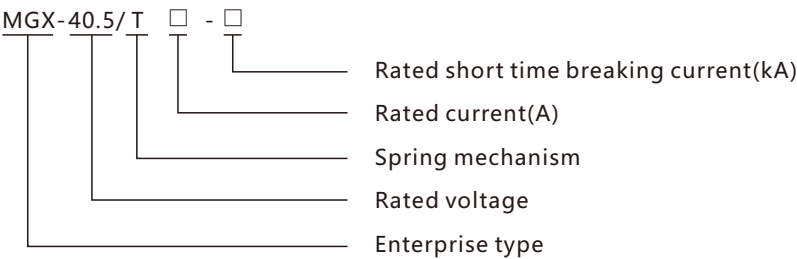 MGX-40.5/T □ - □
Rated short time breaking current(kA)
Rated current(A)
Spring mechanism
Rated voltage
Enterprise type